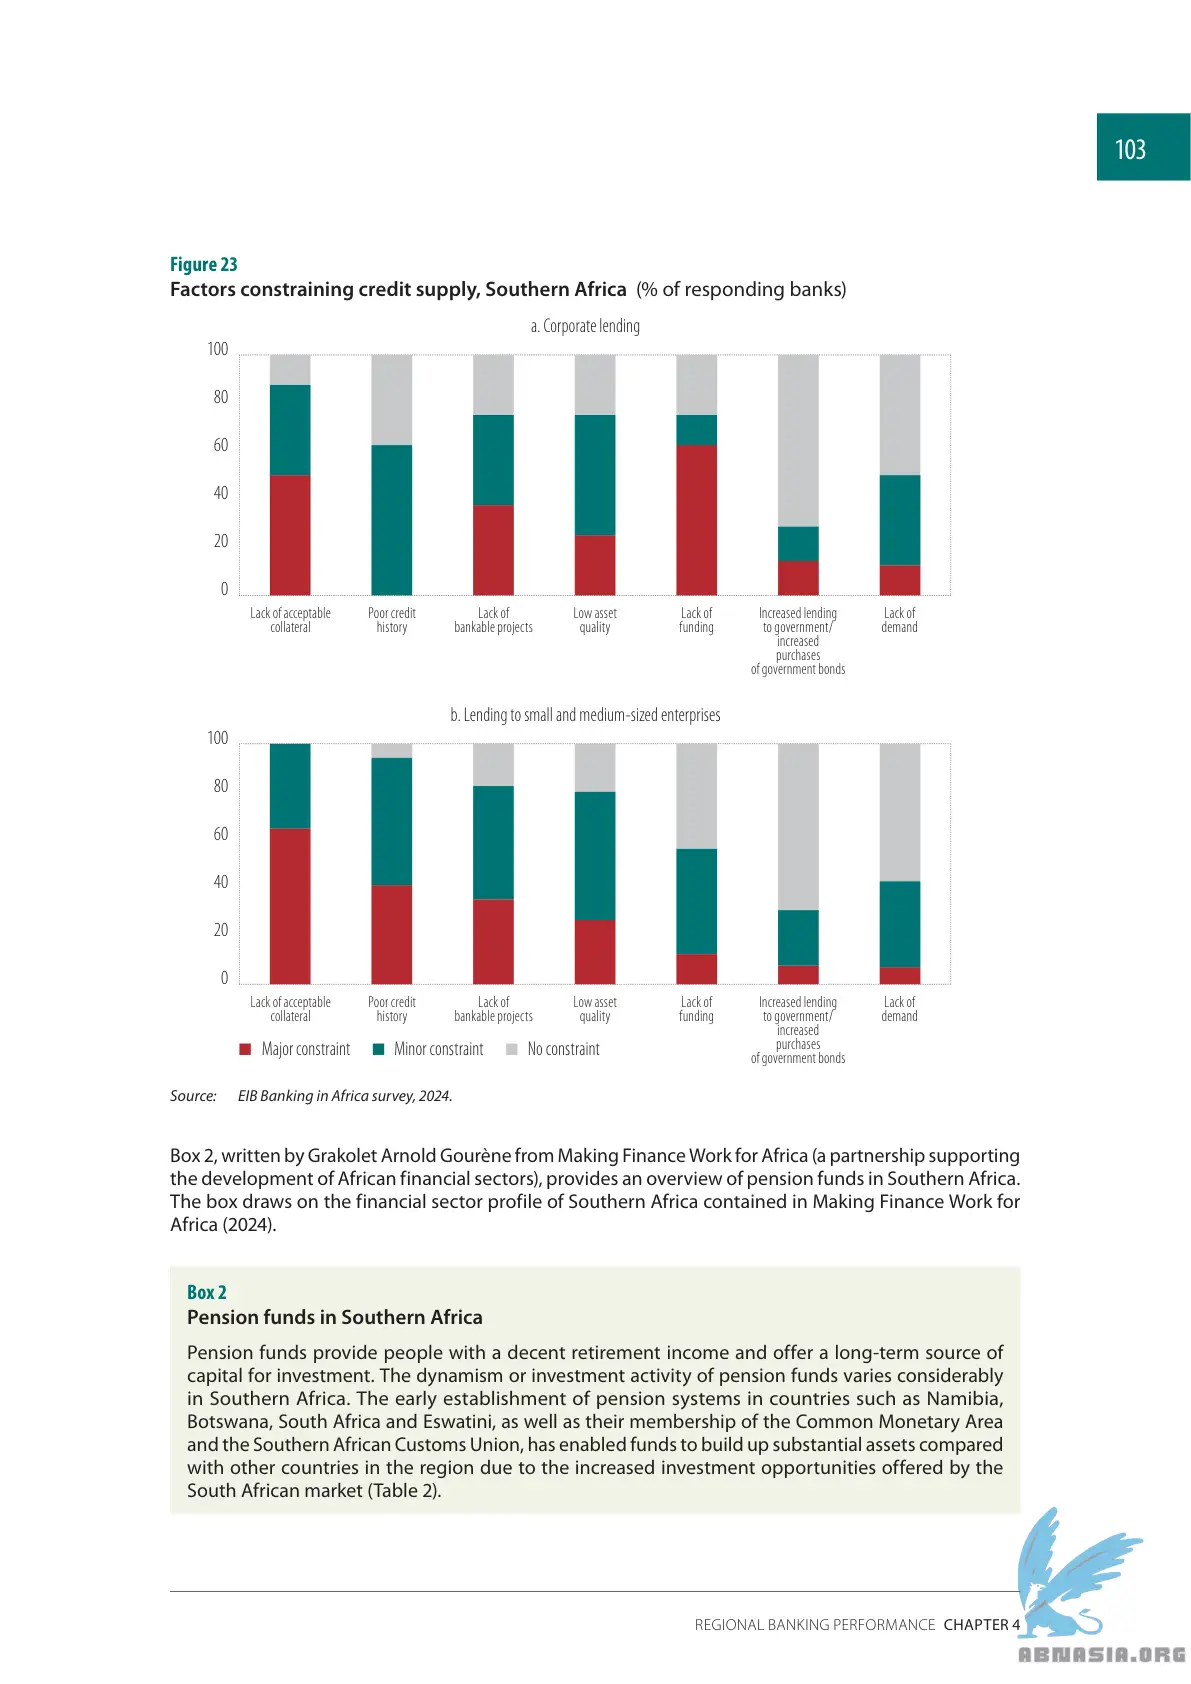 103
Figure 23
Factors constraining credit supply, Southern Africa (% of responding banks)
a. Corporate lending
100
80
60
40
20
0
Lack of acceptable
collateral
Poor credit
history
Lack of
bankable projects
Low asset
quality
Lack of
funding
Increased lending
to government/
increased
purchases
of government bonds
Lack of
demand
b. Lending to small and medium-sized enterprises
100
80
60
40
20
0
Lack of acceptable
collateral
Poor credit
history
Lack of
bankable projects
Low asset
quality
Lack of
funding
Increased lending
to government/
increased
purchases
of government bonds
Lack of
demand
Major constraint Minor constraint No constraint
Source: EIB Banking in Africa survey, 2024.
Box 2, written by Grakolet Arnold Gourène from Making Finance Work for Africa (a partnership supporting
the development of African financial sectors), provides an overview of pension funds in Southern Africa.
The box draws on the financial sector profile of Southern Africa contained in Making Finance Work for
Africa (2024).
Box 2
Pension funds in Southern Africa
Pension funds provide people with a decent retirement income and offer a long-term source of
capital for investment. The dynamism or investment activity of pension funds varies considerably
in Southern Africa. The early establishment of pension systems in countries such as Namibia,
Botswana, South Africa and Eswatini, as well as their membership of the Common Monetary Area
and the Southern African Customs Union, has enabled funds to build up substantial assets compared
with other countries in the region due to the increased investment opportunities offered by the
South African market (Table 2).
REGIONAL BANKING PERFORMANCE CHAPTER 4
ABNASIA.ORG